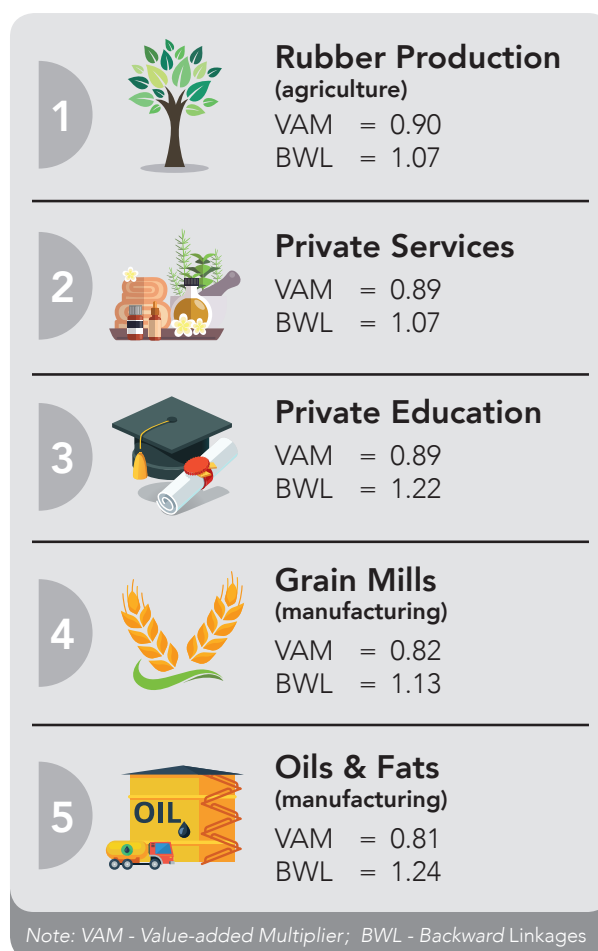 1
Rubber Production
(agriculture)
VAM = 0.90
BWL = 1.07
2
Private Services
VAM = 0.89
BWL = 1.07
3
Private Education
VAM = 0.89
BWL = 1.22
4
Grain Mills
(manufacturing)
VAM = 0.82
BWL = 1.13
5
OIL
Oils & Fats
(manufacturing)
VAM = 0.81
BWL = 1.24
Note: VAM - Value-added Multiplier; BWL - Backward Linkages